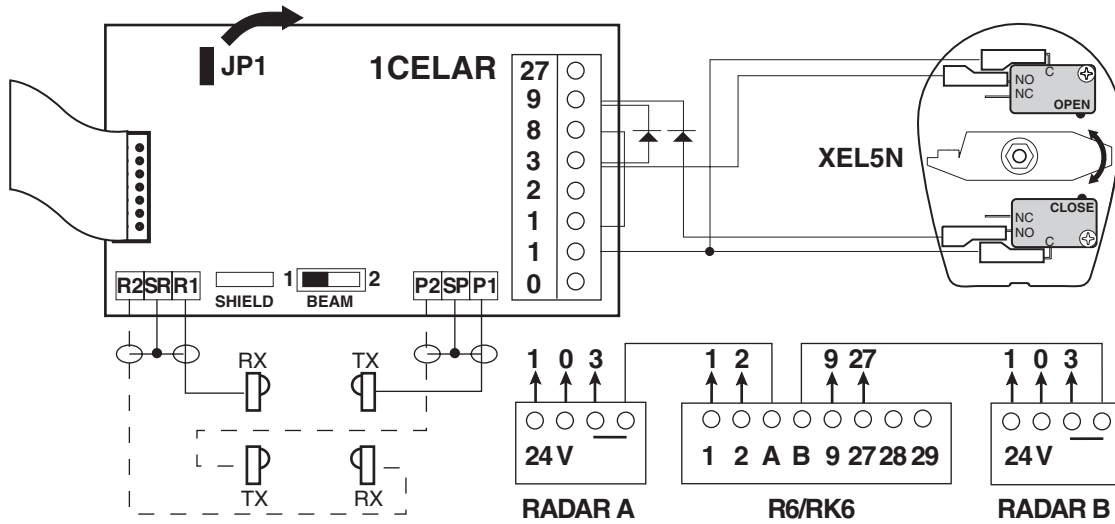 JP1
1CELAR
27
9
8
3
2
1
1
0
R2 SR R1
SHIELD
1 2
BEAM
P2 SP P1
RX
TX
TX
RX
C
NO
NC
OPEN
XEL5N
CLOSE
NC
NO
C
1 0 3
24 V
RADAR A
1 2 9 27
1 2 A B 9 27 28 29
R6/RK6
1 0 3
24 V
RADAR B